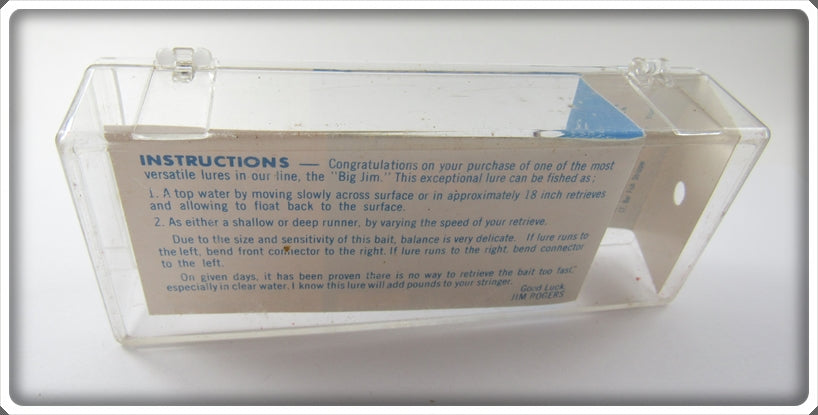 INSTRUCTIONS — Congratulations on your purchase of one of the most
versatile lures in our line, the "Big Jim." This exceptional lure can be fished as:
1. A top water by moving slowly across surface or in approximately 18 inch retrieves
and allowing to float back to the surface.
2. As either a shallow or deep runner, by varying the speed of your retrieve.
Due to the size and sensitivity of this bait, balance is very delicate. If lure runs to
the left, bend front connector to the right. If lure runs to the right, bend connector
to the left.
On given days, it has been proven there is no way to retrieve the bait too fast,
especially in clear water. I know this lure will add pounds to your stringer.
Good Luck
JIM ROGERS